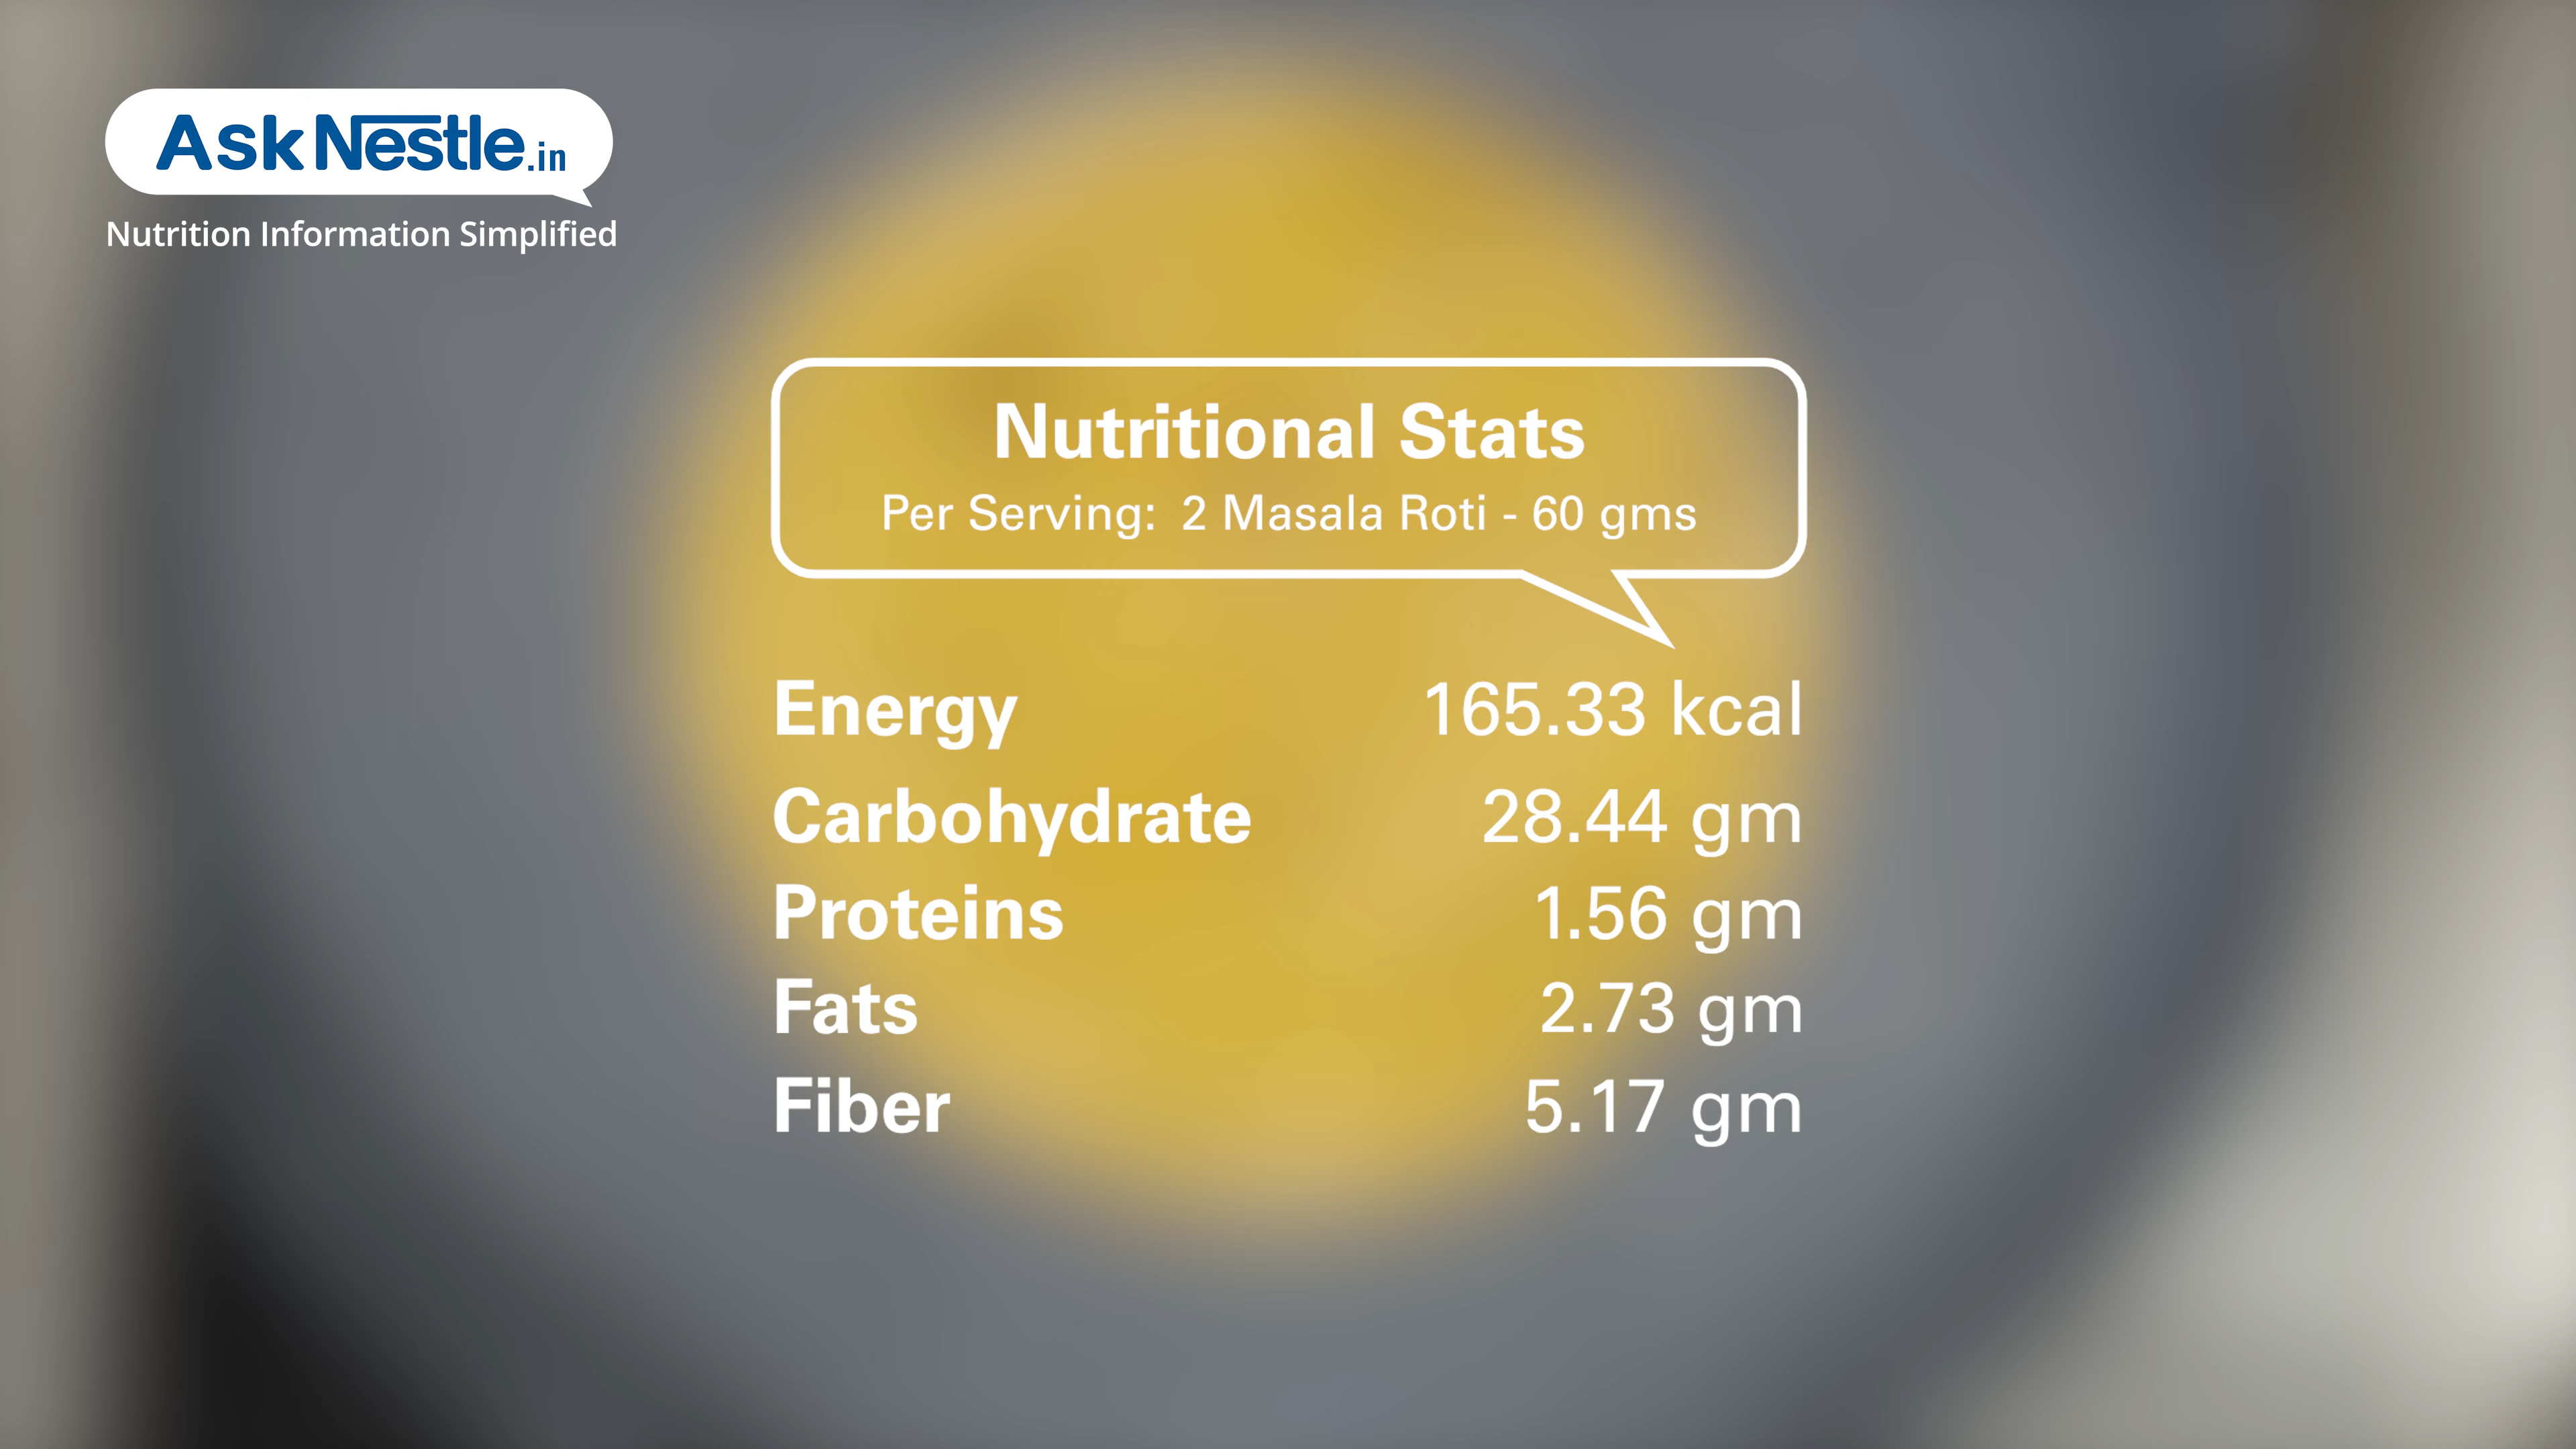 AskNestle.in
Nutrition Information Simplified
Nutritional Stats
Per Serving: 2 Masala Roti - 60 gms
Energy 165.33 kcal
Carbohydrate 28.44 gm
Proteins 1.56 gm
Fats 2.73 gm
Fiber 5.17 gm